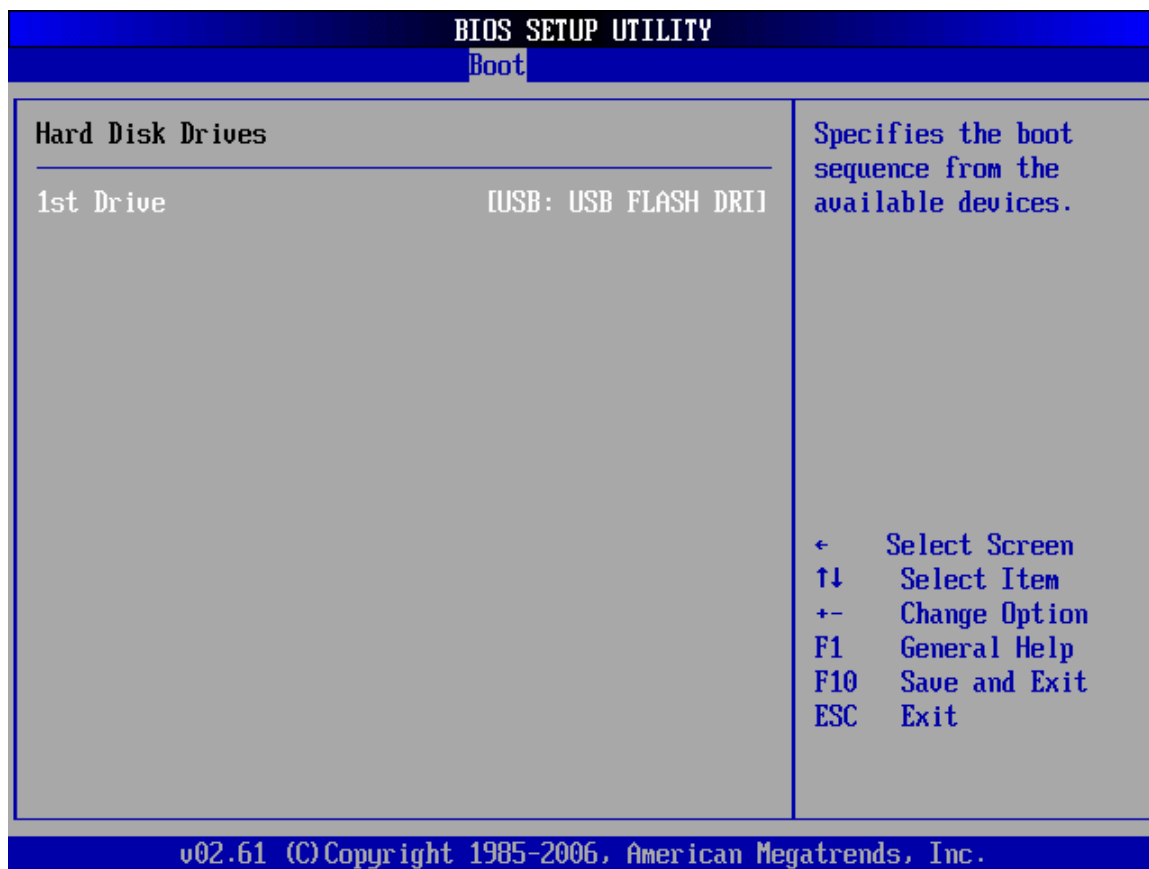 BIOS SETUP UTILITY
Boot
Hard Disk Drives
1st Drive [USB: USB FLASH DRI]
Specifies the boot
sequence from the
available devices.
← Select Screen
↑↓ Select Item
+- Change Option
F1 General Help
F10 Save and Exit
ESC Exit
v02.61 (C)Copyright 1985-2006, American Megatrends, Inc.